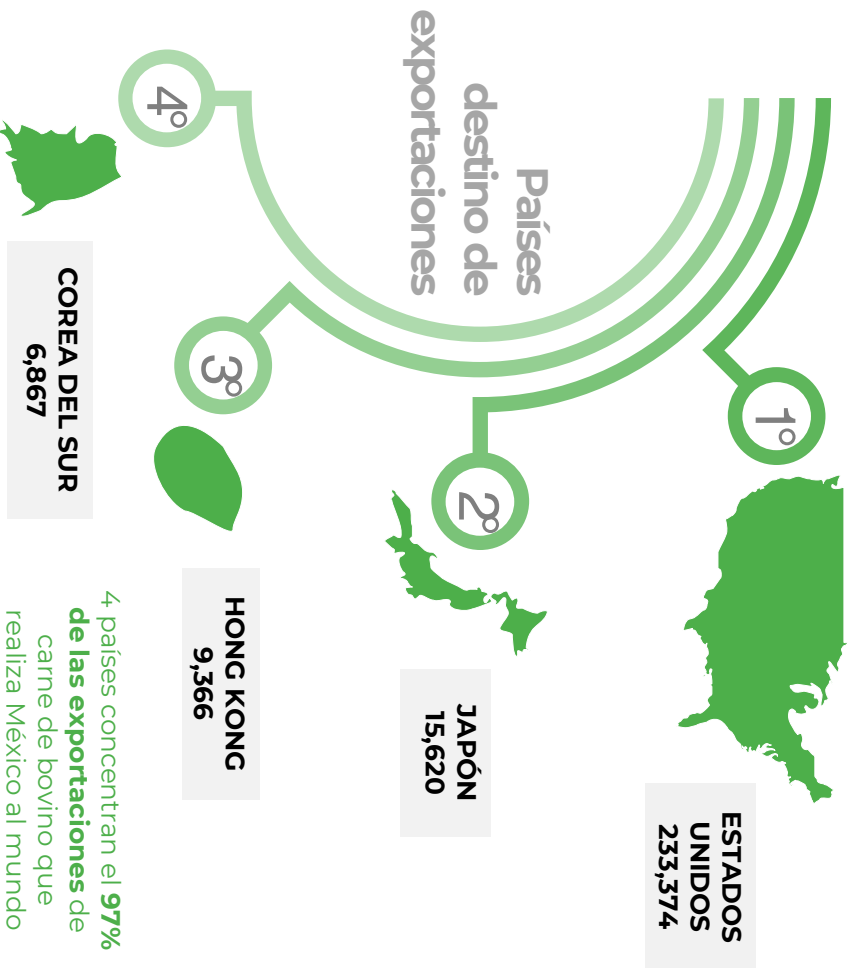 Países
destino de
exportaciones
1°
ESTADOS
UNIDOS
233,374
2°
JAPÓN
15,620
3°
HONG KONG
9,366
4°
COREA DEL SUR
6,867
4 países concentran el 97%
de las exportaciones de
carne de bovino que
realiza México al mundo